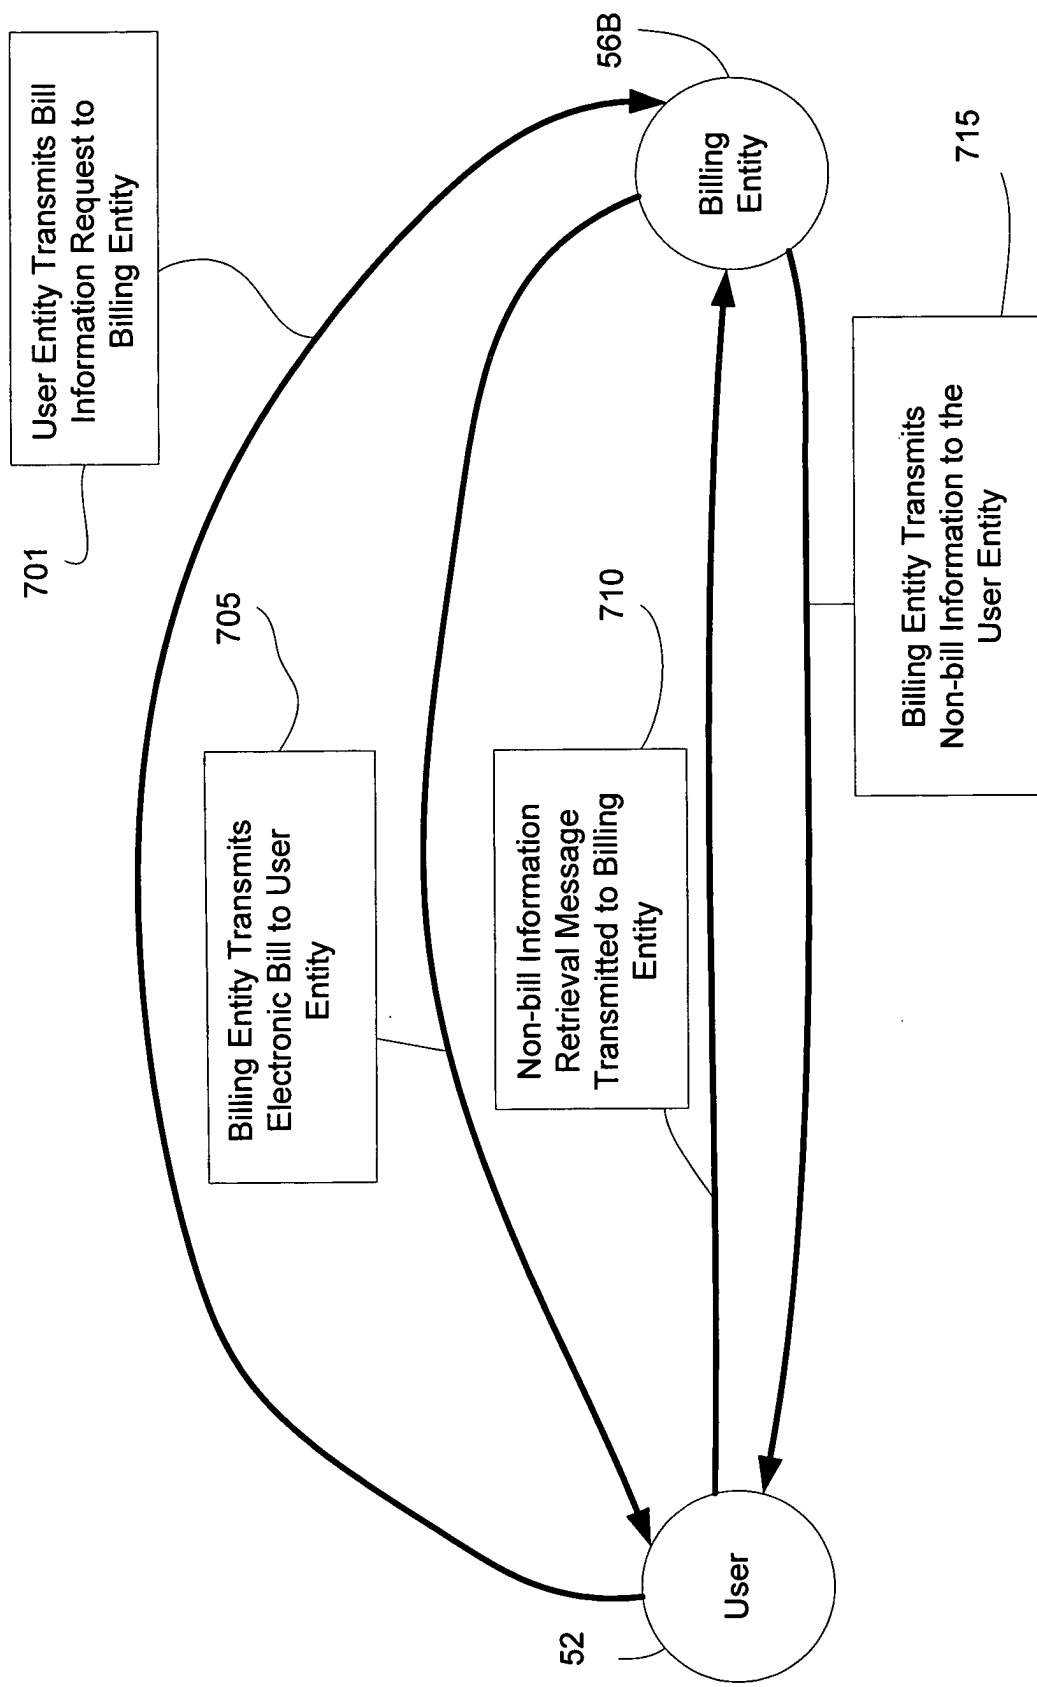 701
User Entity Transmits Bill
Information Request to
Billing Entity
705
Billing Entity Transmits
Electronic Bill to User
Entity
710
Non-bill Information
Retrieval Message
Transmitted to Billing
Entity
52
User
56B
Billing
Entity
715
Billing Entity Transmits
Non-bill Information to the
User Entity